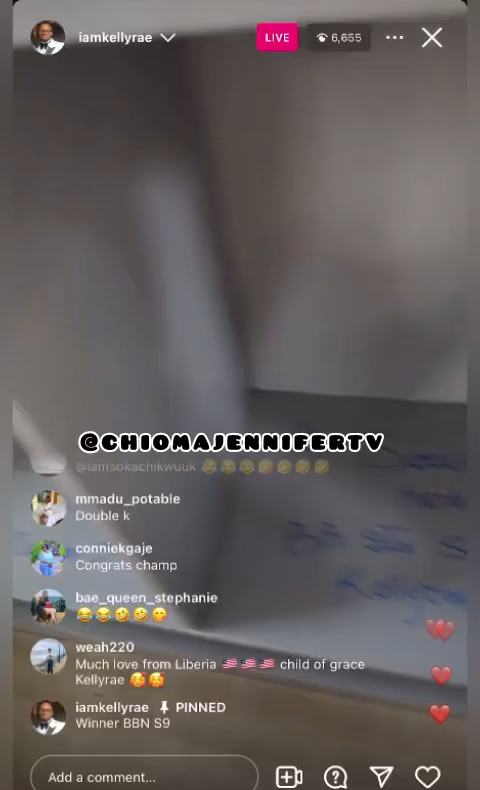 iamkellyrae
LIVE
6,655
@CHIOMAJENNIFERTV
@iamsokachikwuuk 😂😂😂🤣🤣🤣🤣
mmadu_potable
Double k
conniekgaje
Congrats champ
bae_queen_stephanie
😂😂🤣🤣😋
weah220
Much love from Liberia 🇱🇷🇱🇷🇱🇷 child of grace
Kellyrae 🥰🥰
iamkellyrae 📌 PINNED
Winner BBN S9
Add a comment...